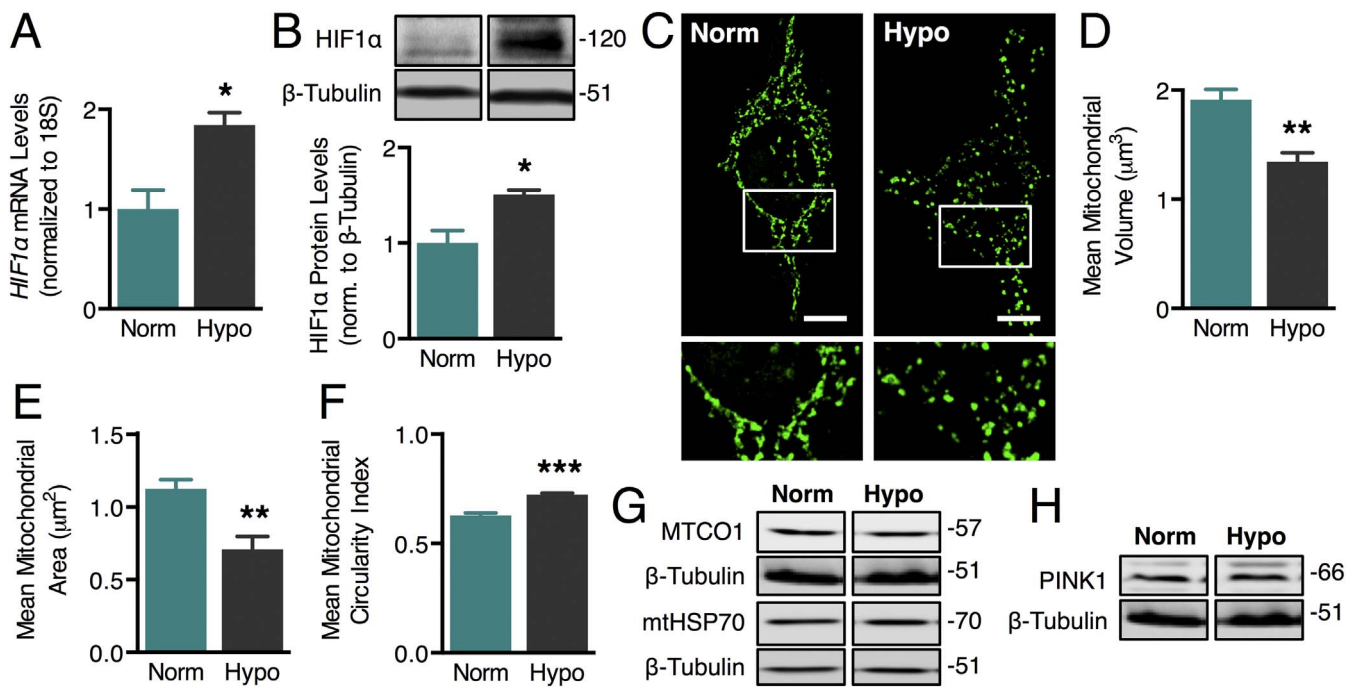 A
HIF1α mRNA Levels
(normalized to 18S)
2
1
0
*
Norm Hypo
B
HIF1α
-120
β-Tubulin
-51
HIF1α Protein Levels
(norm. to β-Tubulin)
2
1
0
*
Norm Hypo
C
Norm Hypo
D
Mean Mitochondrial
Volume (μm³)
2
1
0
**
Norm Hypo
E
Mean Mitochondrial
Area (μm²)
1.5
1.0
0.5
0.0
**
Norm Hypo
F
Mean Mitochondrial
Circularity Index
1.0
0.5
0.0
***
Norm Hypo
G
Norm Hypo
MTCO1 -57
β-Tubulin -51
mtHSP70 -70
β-Tubulin -51
H
Norm Hypo
PINK1 -66
β-Tubulin -51